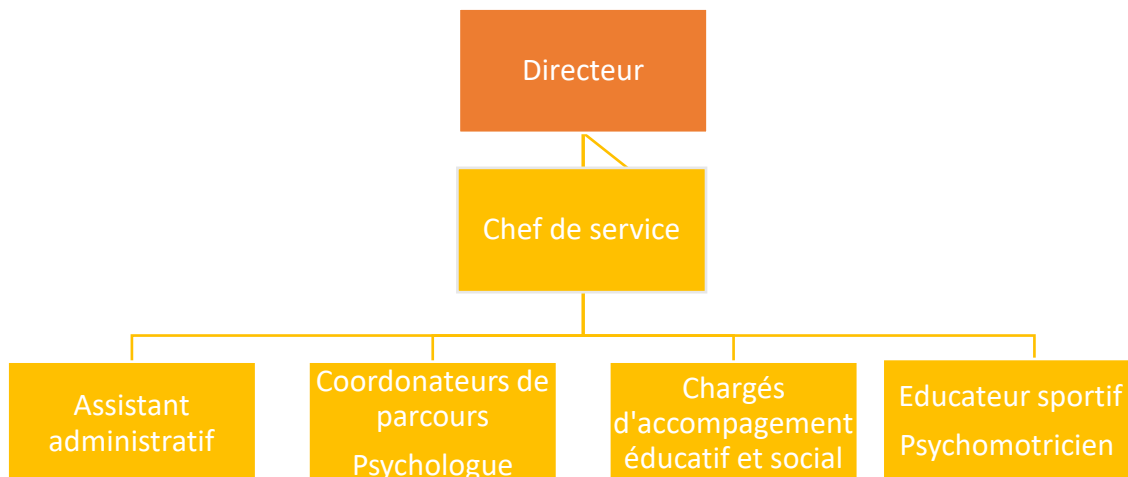 Directeur
Chef de service
Assistant
administratif
Coordonateurs de
parcours
Psychologue
Chargés
d'accompagement
éducatif et social
Educateur sportif
Psychomotricien